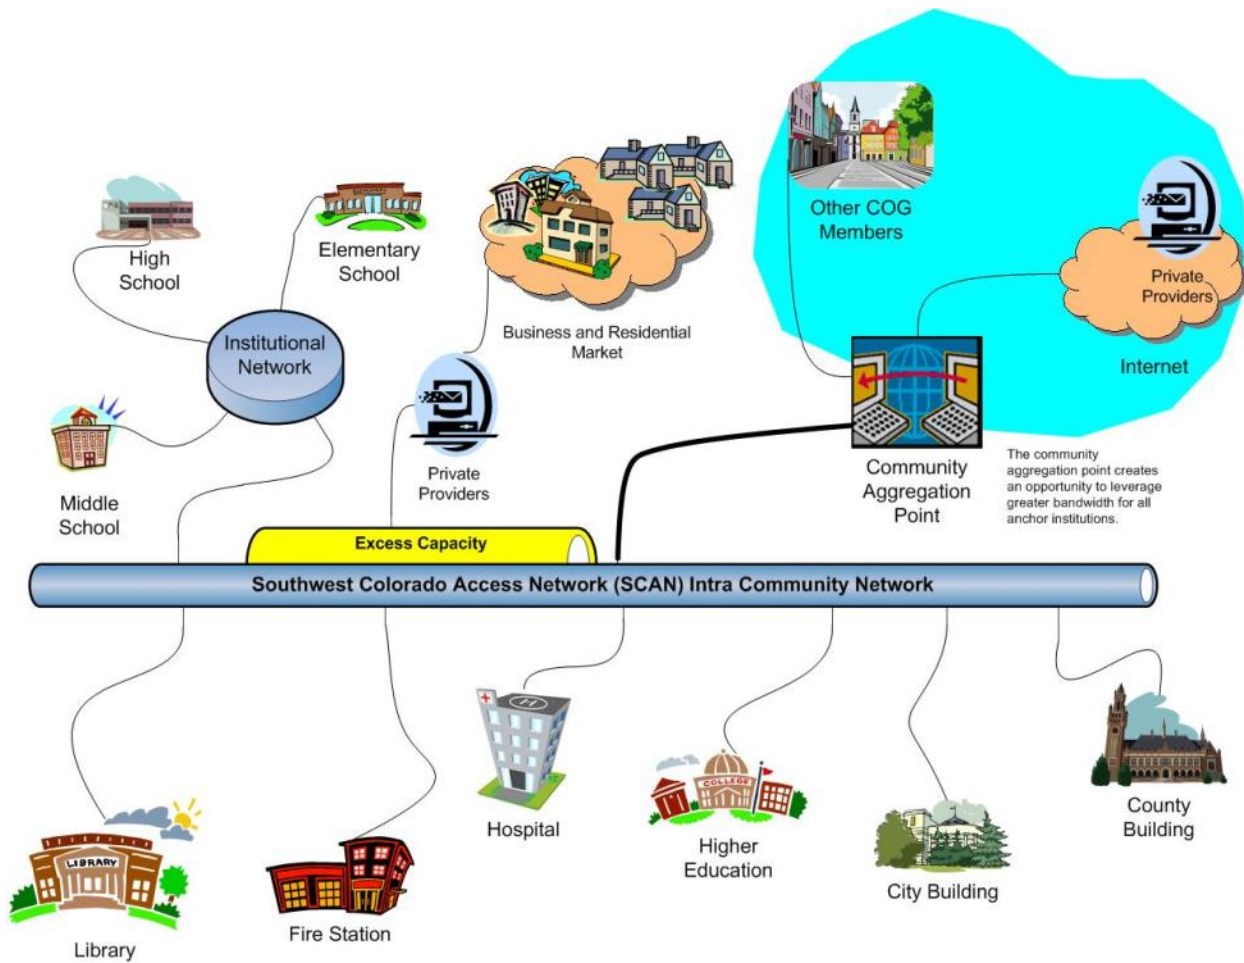 Other COG
Members
High
School
Elementary
School
Private
Providers
Business and Residential
Market
Institutional
Network
Internet
Private
Providers
Community
Aggregation
Point
The community
aggregation point creates
an opportunity to leverage
greater bandwidth for all
anchor institutions.
Middle
School
Excess Capacity
Southwest Colorado Access Network (SCAN) Intra Community Network
H
COLLEGE
LIBRARY
Hospital
Higher
Education
County
Building
City Building
Fire Station
Library